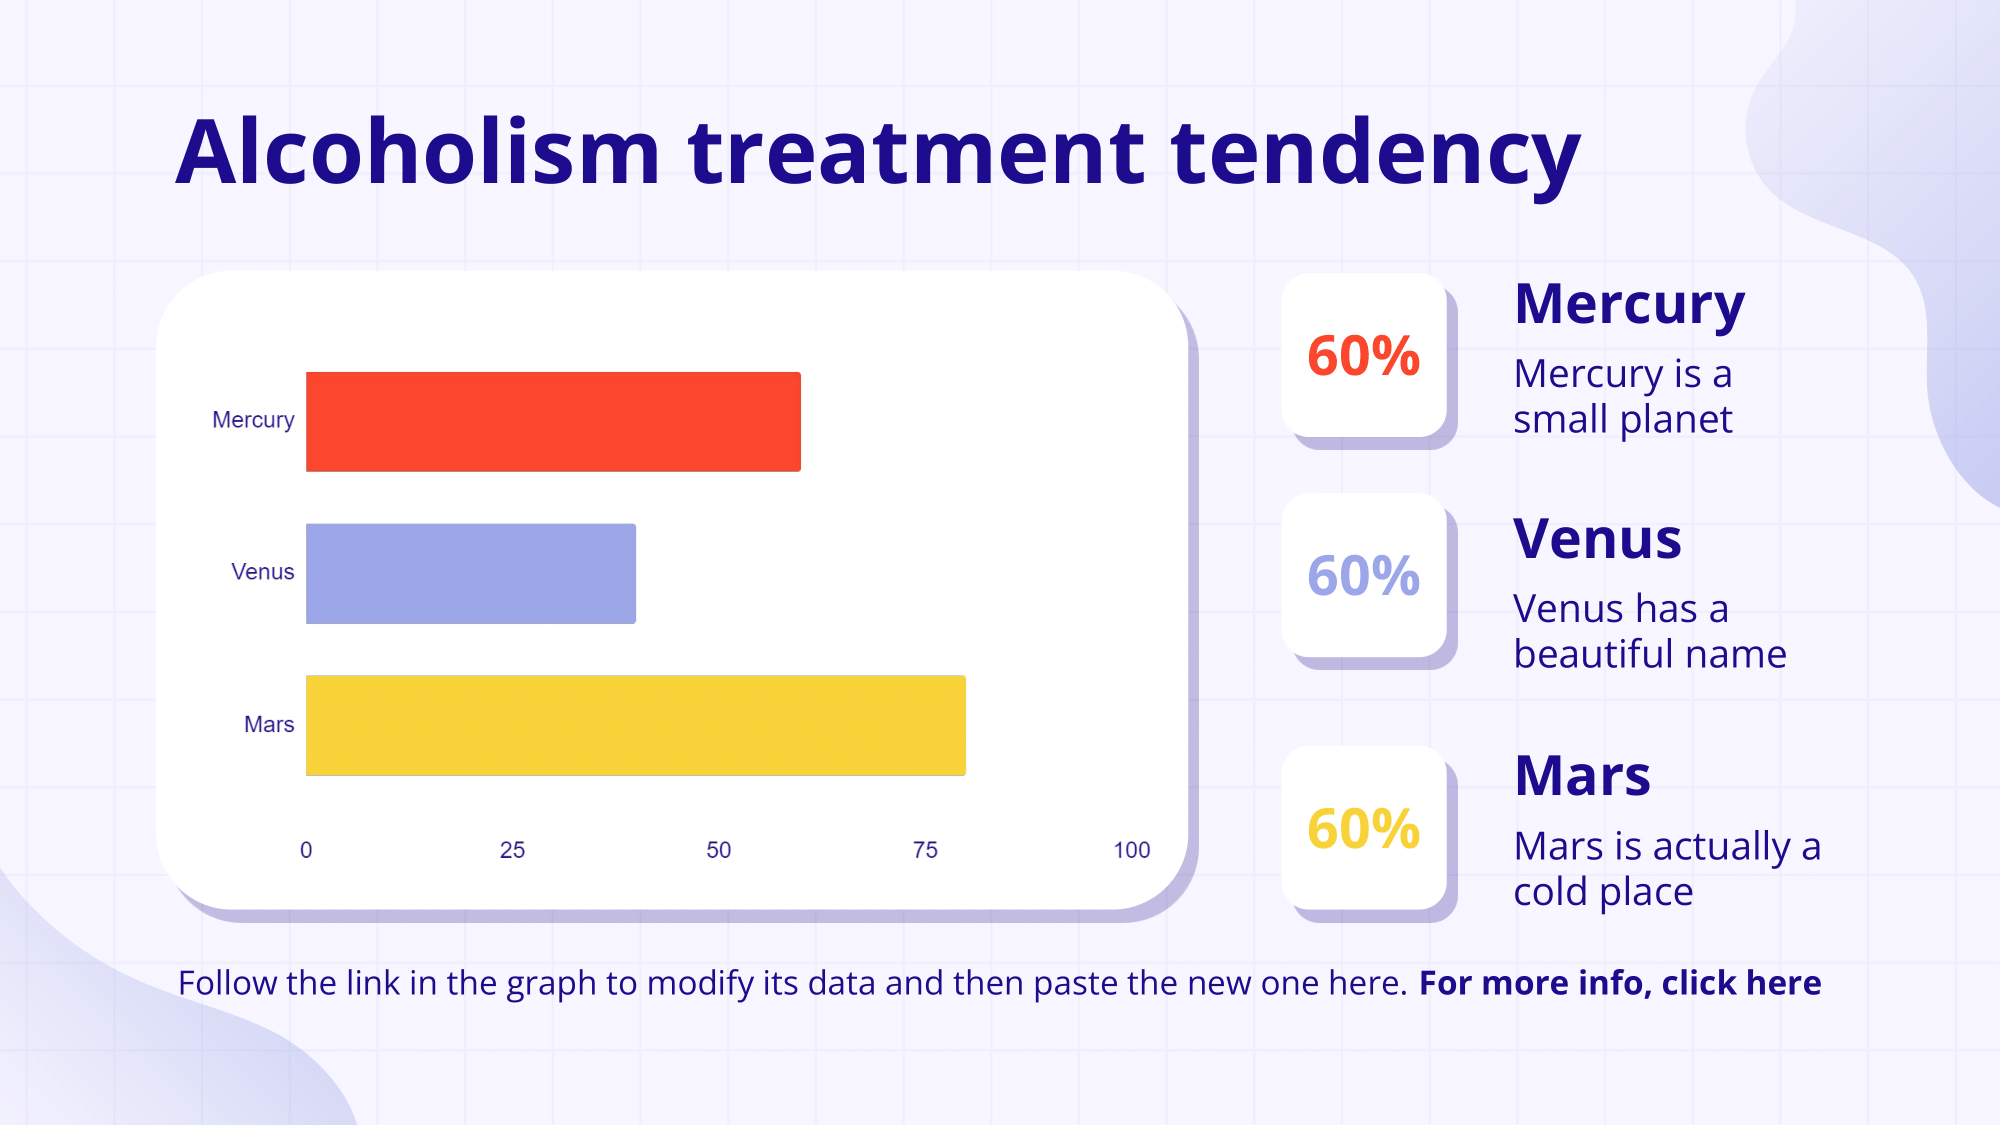 Alcoholism treatment tendency
Mercury
Venus
Mars
0 25 50 75 100
60%
Mercury
Mercury is a
small planet
60%
Venus
Venus has a
beautiful name
60%
Mars
Mars is actually a
cold place
Follow the link in the graph to modify its data and then paste the new one here. For more info, click here